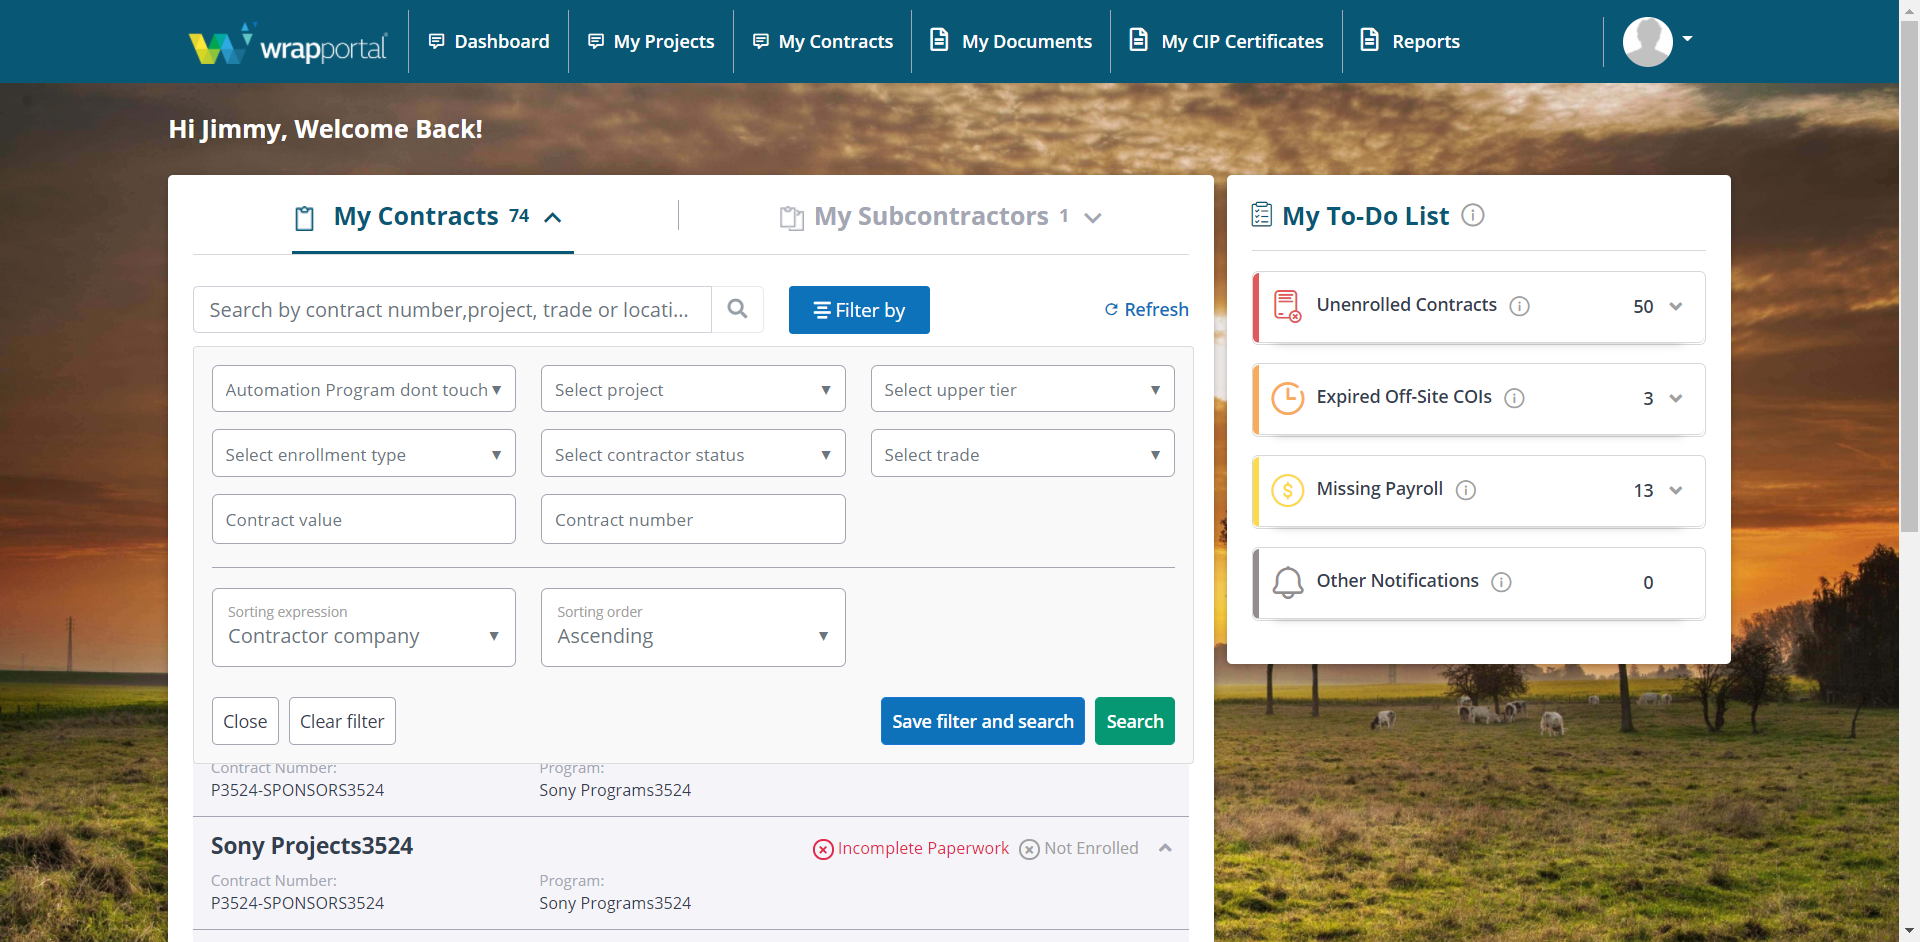 wrapportal
Dashboard
My Projects
My Contracts
My Documents
My CIP Certificates
Reports
Hi Jimmy, Welcome Back!
My Contracts 74
My Subcontractors 1
My To-Do List
Search by contract number,project, trade or locati...
Filter by
Refresh
Automation Program dont touch
Select project
Select upper tier
Select enrollment type
Select contractor status
Select trade
Contract value
Contract number
Sorting expression
Contractor company
Sorting order
Ascending
Close
Clear filter
Save filter and search
Search
Contract Number:
P3524-SPONSORS3524
Program:
Sony Programs3524
Sony Projects3524
Incomplete Paperwork
Not Enrolled
Contract Number:
P3524-SPONSORS3524
Program:
Sony Programs3524
Unenrolled Contracts
50
Expired Off-Site COIs
3
Missing Payroll
13
Other Notifications
0